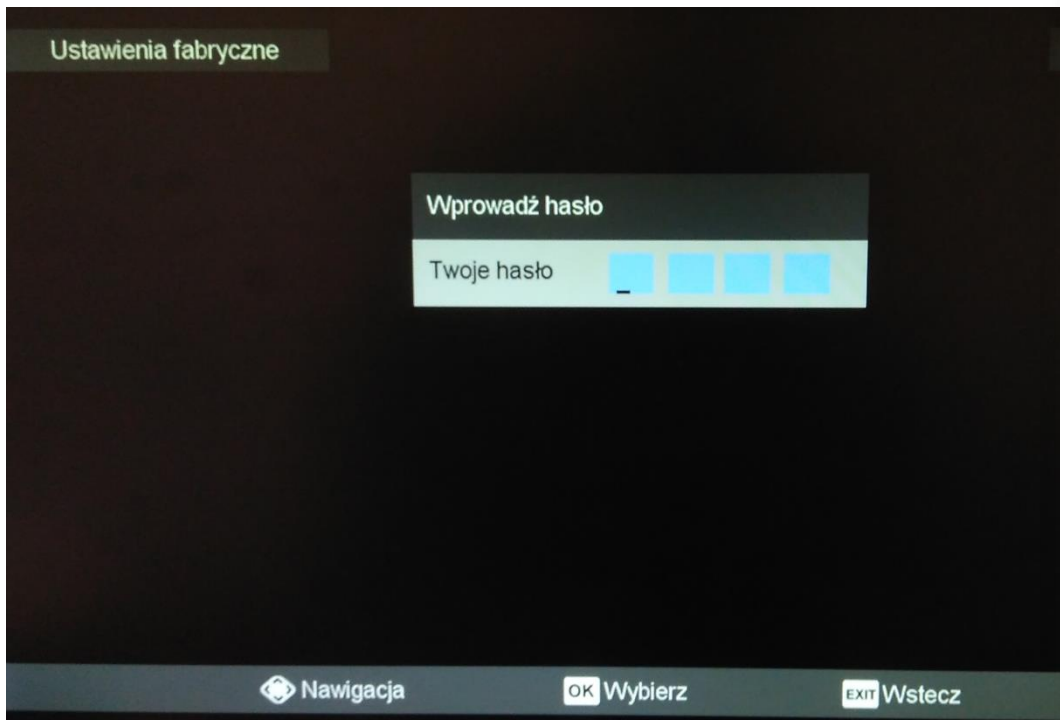 Ustawienia fabryczne
Wprowadź hasło
Twoje hasło
Nawigacja
OK Wybierz
EXIT Wstecz